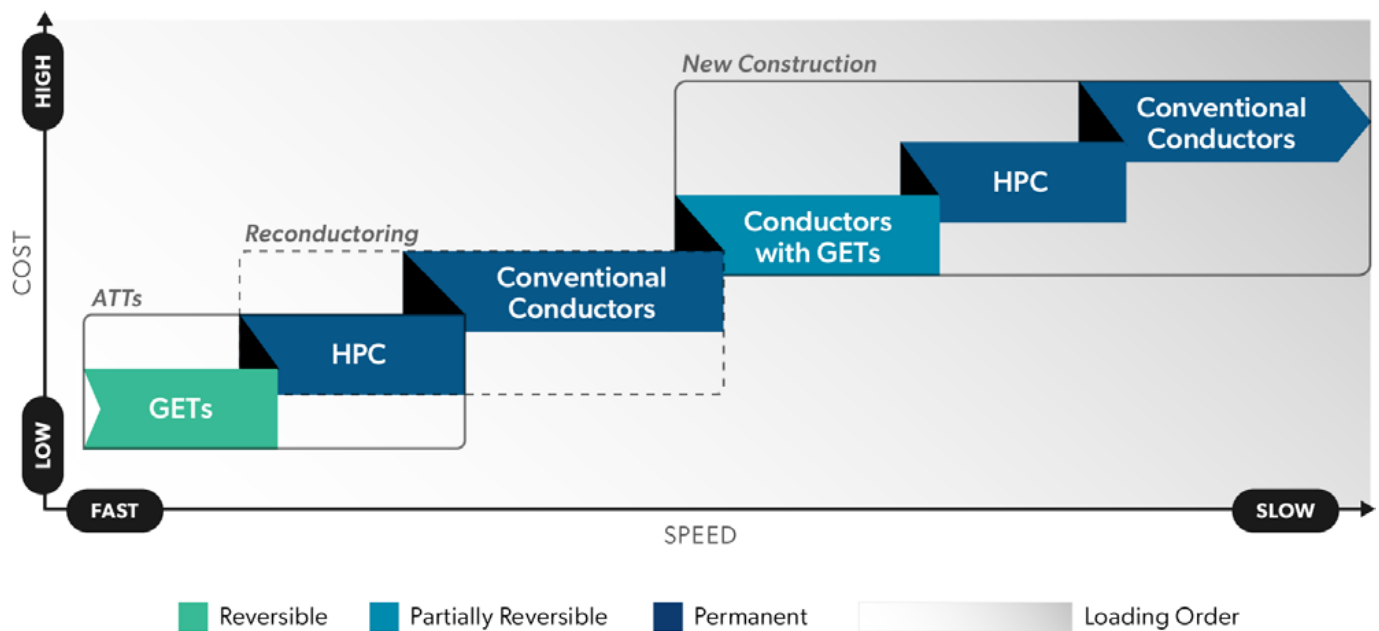 HIGH
New Construction
Conventional
Conductors
HPC
Conductors
with GETs
Reconductoring
Conventional
Conductors
COST
ATTs
HPC
GETs
LOW
FAST
SLOW
SPEED
Reversible
Partially Reversible
Permanent
Loading Order